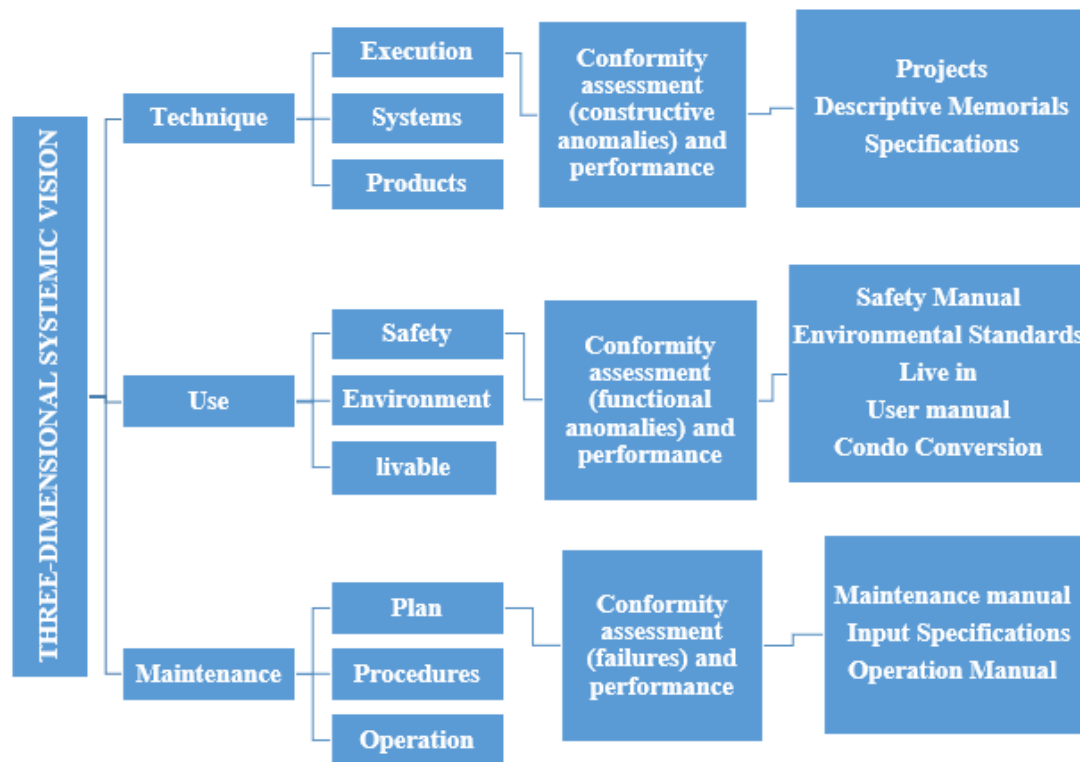 THREE-DIMENSIONAL SYSTEMIC VISION
Technique
Execution
Systems
Products
Conformity
assessment
(constructive
anomalies) and
performance
Projects
Descriptive Memorials
Specifications
Use
Safety
Environment
livable
Conformity
assessment
(functional
anomalies) and
performance
Safety Manual
Environmental Standards
Live in
User manual
Condo Conversion
Maintenance
Plan
Procedures
Operation
Conformity
assessment
(failures) and
performance
Maintenance manual
Input Specifications
Operation Manual